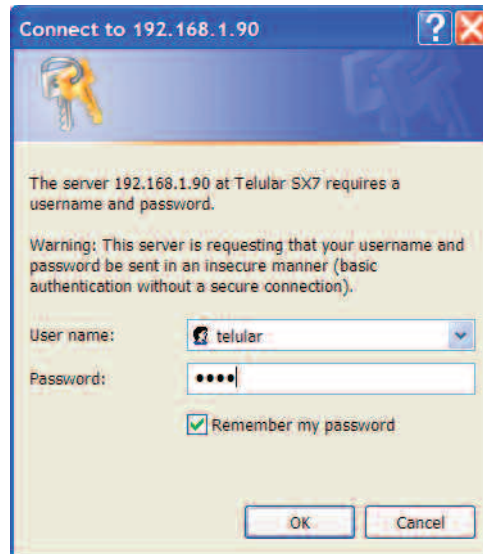 Connect to 192.168.1.90
The server 192.168.1.90 at Telular SX7 requires a
username and password.
Warning: This server is requesting that your username and
password be sent in an insecure manner (basic
authentication without a secure connection).
User name: telular
Password: ••••
Remember my password
OK Cancel